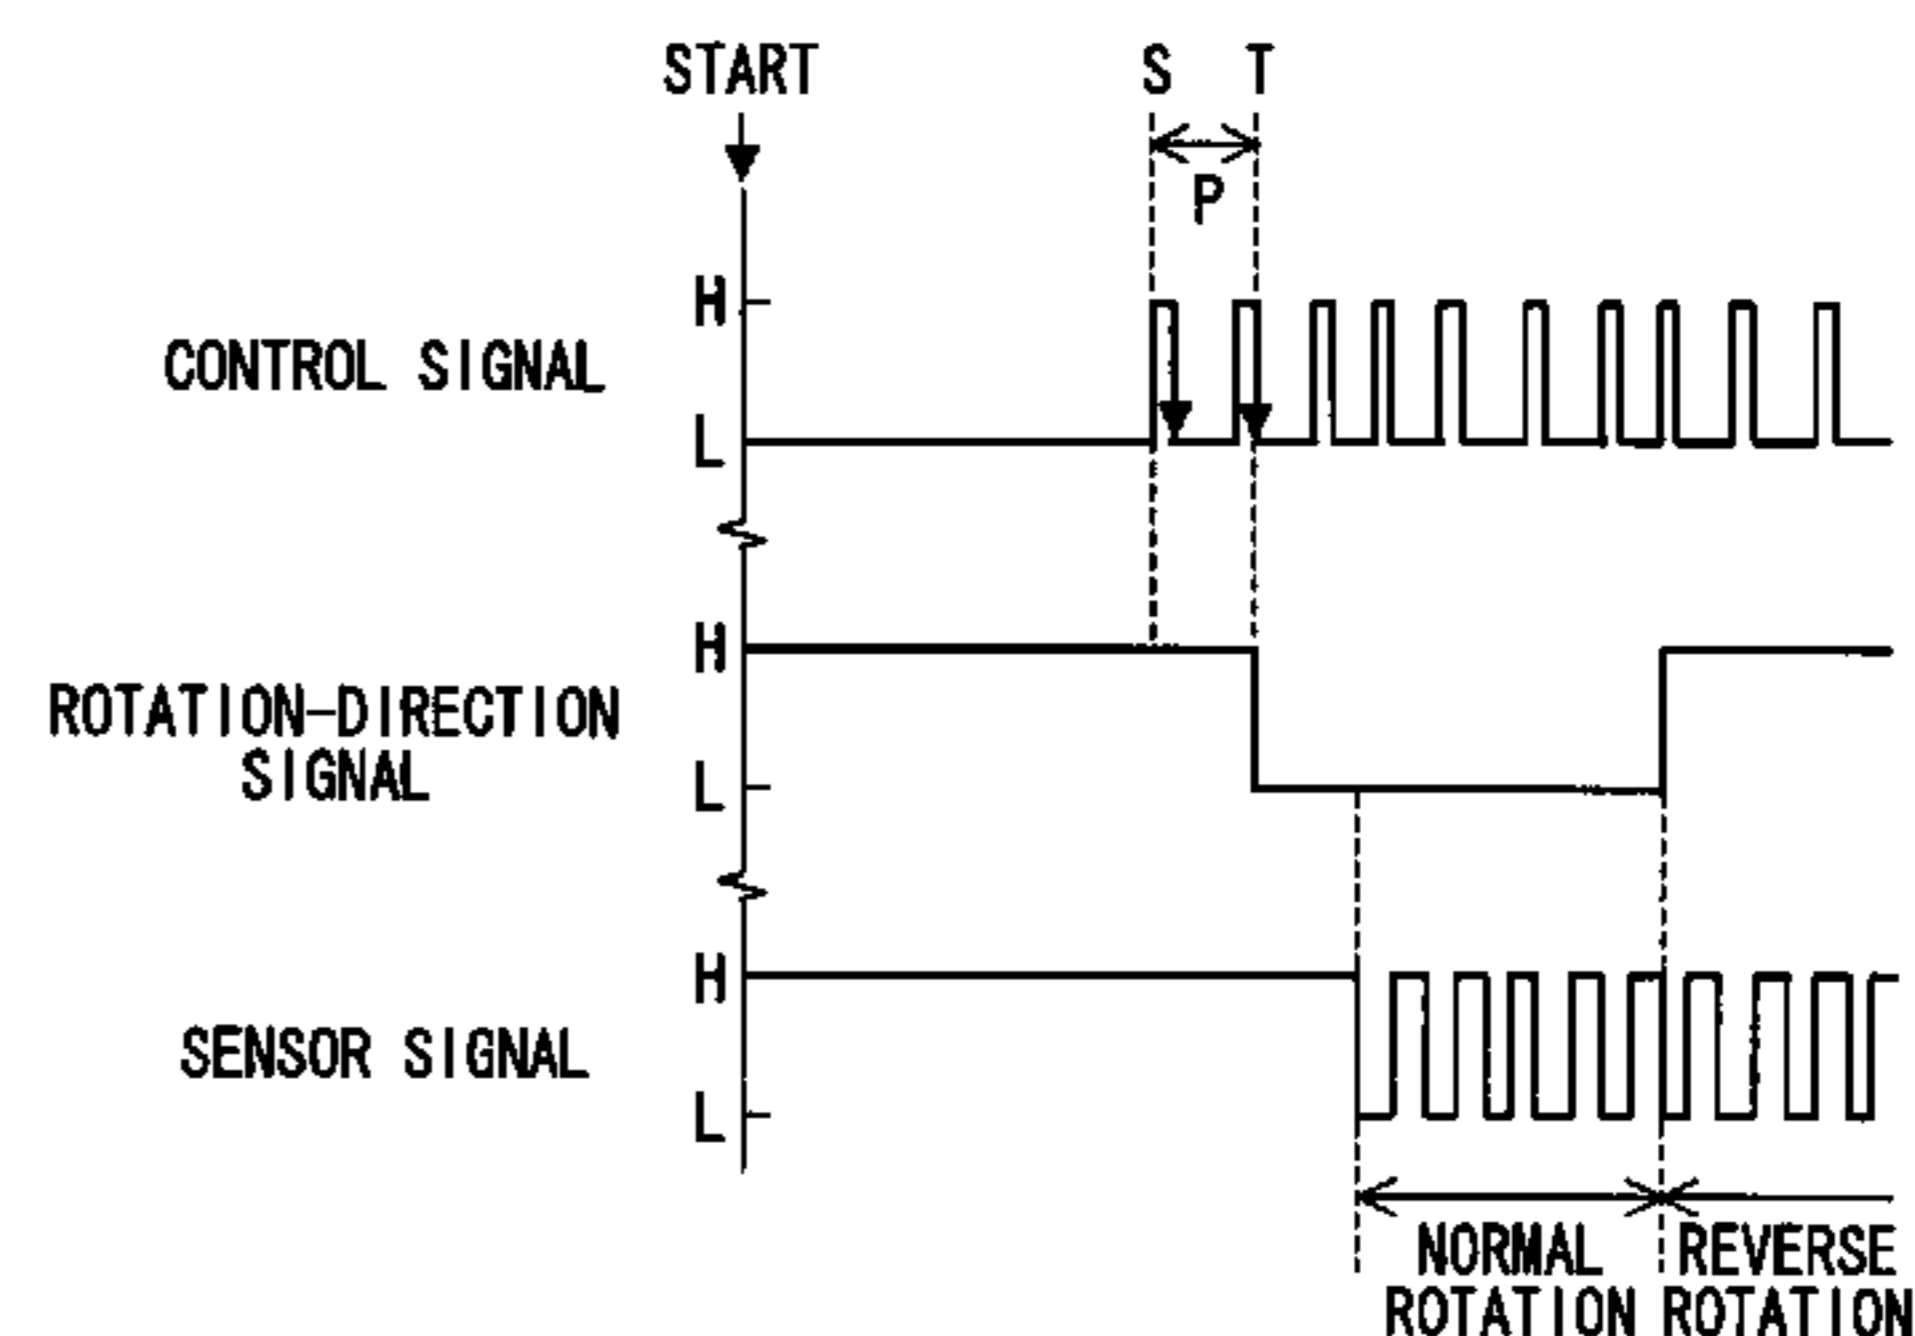 START
S T
P
H
CONTROL SIGNAL
L
H
ROTATION-DIRECTION
SIGNAL
L
H
SENSOR SIGNAL
L
NORMAL
ROTATION
REVERSE
ROTATION